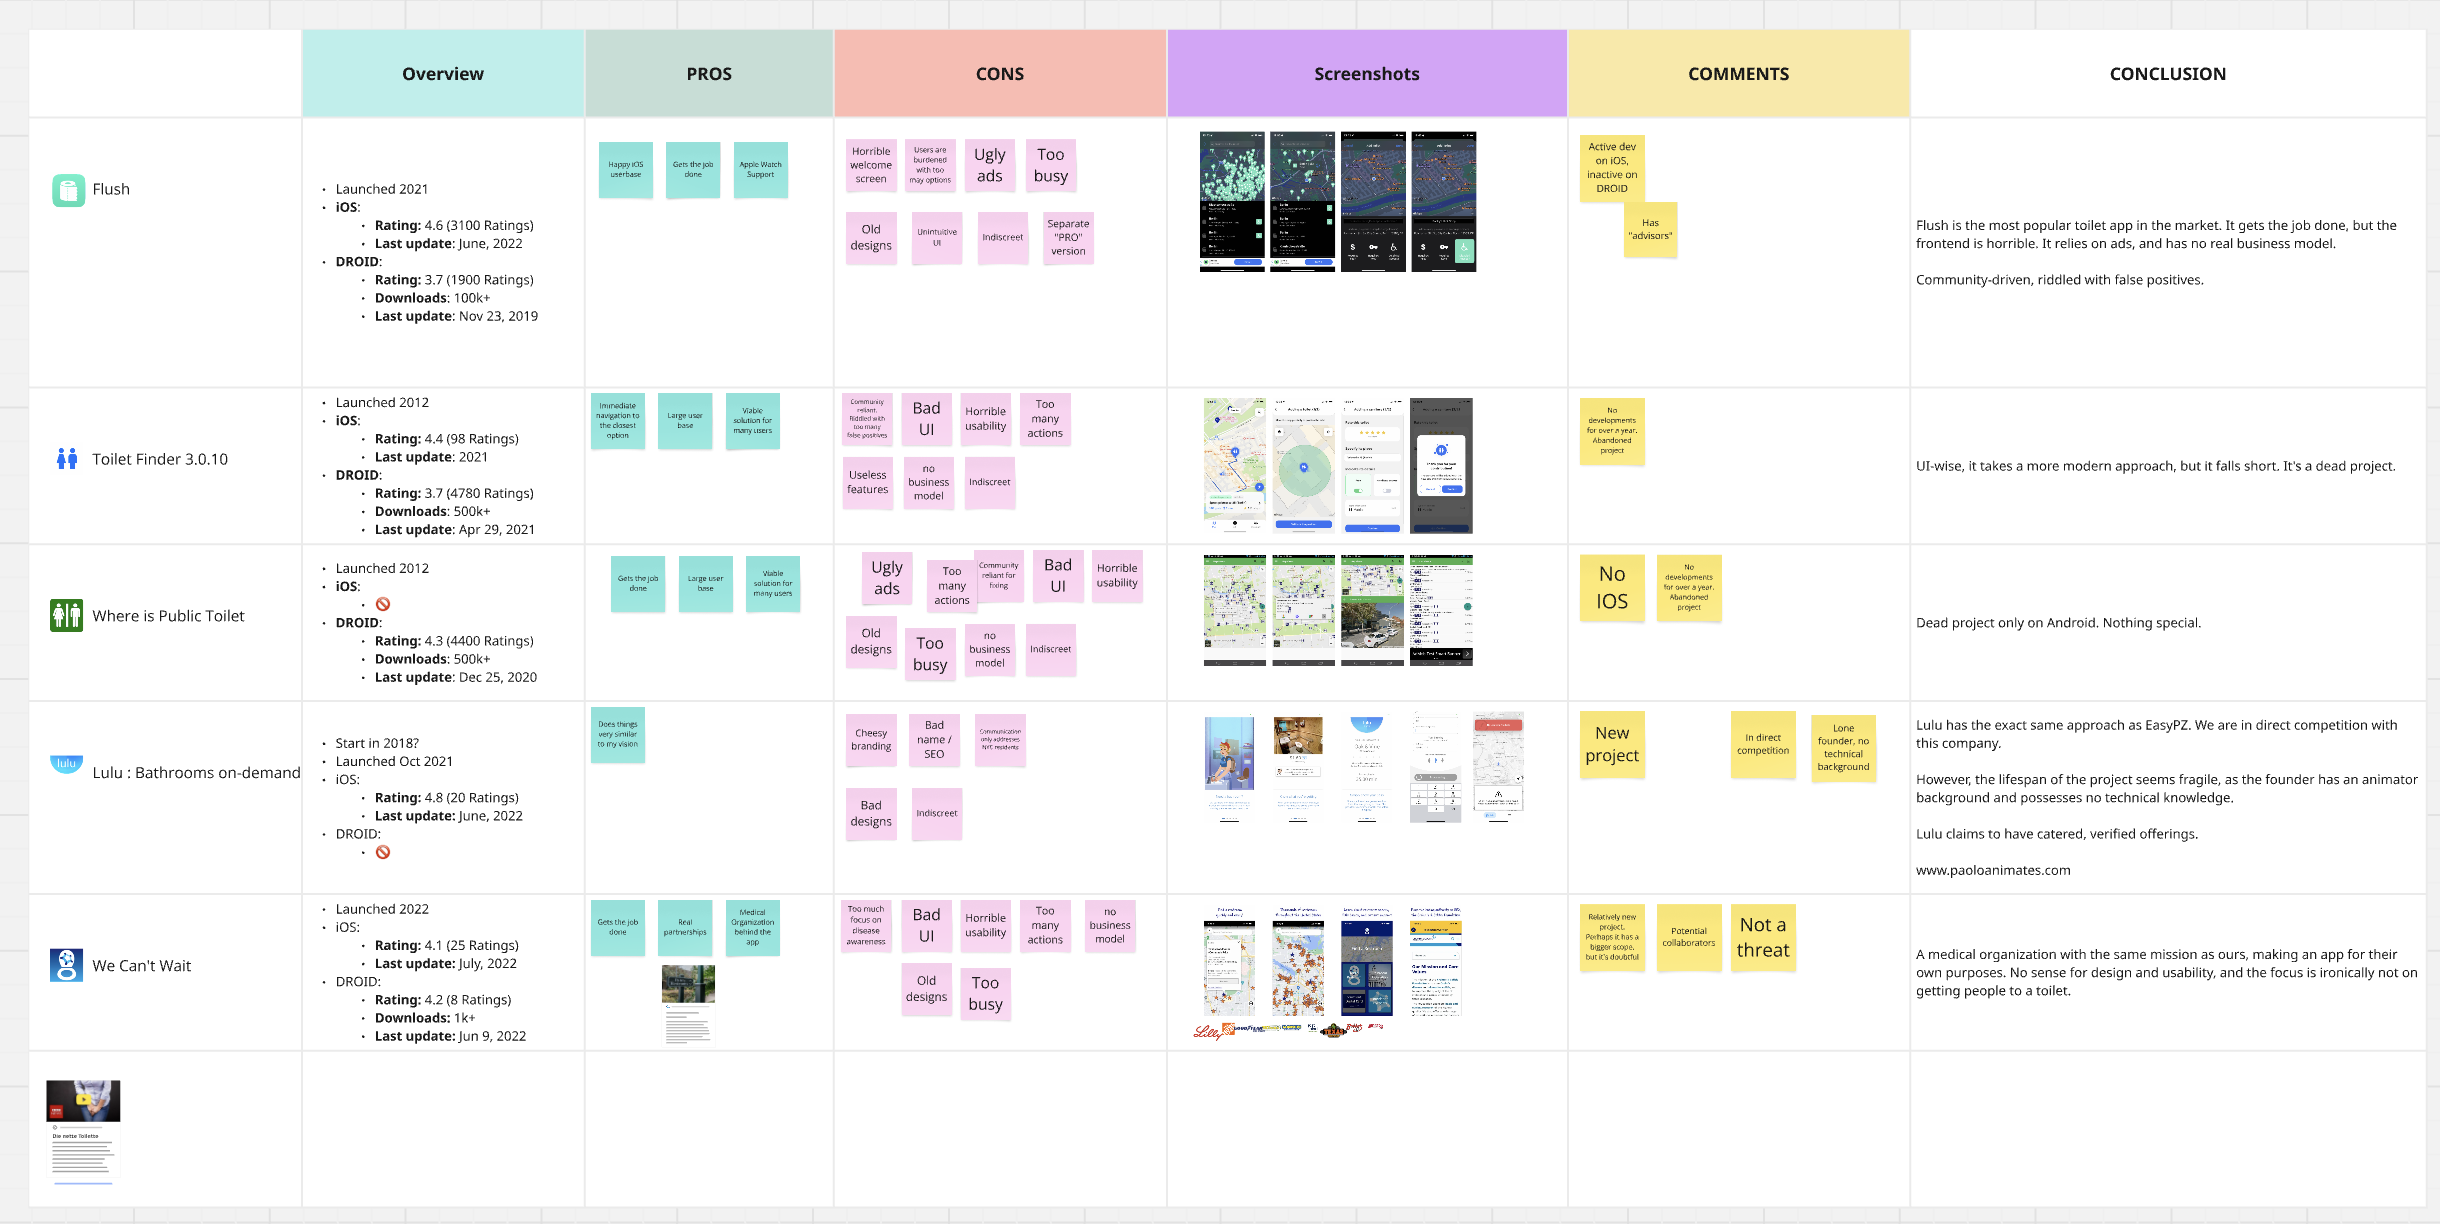 Overview
PROS
CONS
Screenshots
COMMENTS
CONCLUSION
Flush
• Launched 2021
• iOS:
• Rating: 4.6 (3100 Ratings)
• Last update: June, 2022
• DROID:
• Rating: 3.7 (1900 Ratings)
• Downloads: 100k+
• Last update: Nov 23, 2019
Happy iOS
userbase
Gets the job
done
Apple Watch
Support
Horrible
welcome
screen
Users are
burdened
with too
may options
Ugly
ads
Too
busy
Old
designs
Unintuitive
UI
Indiscreet
Separate
"PRO"
version
Active dev
on iOS,
inactive on
DROID
Has
"advisors"
Flush is the most popular toilet app in the market. It gets the job done, but the
frontend is horrible. It relies on ads, and has no real business model.
Community-driven, riddled with false positives.
Toilet Finder 3.0.10
• Launched 2012
• iOS:
• Rating: 4.4 (98 Ratings)
• Last update: 2021
• DROID:
• Rating: 3.7 (4780 Ratings)
• Downloads: 500k+
• Last update: Apr 29, 2021
Immediate
navigation to
the closest
option
Large user
base
Viable
solution for
many users
Community
reliant.
Riddled with
too many
false positives
Bad
UI
Horrible
usability
Too
many
actions
Useless
features
no
business
model
Indiscreet
No
developments
for over a year.
Abandoned
project
UI-wise, it takes a more modern approach, but it falls short. It's a dead project.
Where is Public Toilet
• Launched 2012
• iOS:
• 🚫
• DROID:
• Rating: 4.3 (4400 Ratings)
• Downloads: 500k+
• Last update: Dec 25, 2020
Gets the job
done
Large user
base
Viable
solution for
many users
Ugly
ads
Too
many
actions
Community
reliant for
fixing
Bad
UI
Horrible
usability
Old
designs
Too
busy
no
business
model
Indiscreet
No
IOS
No
developments
for over a year.
Abandoned
project
Dead project only on Android. Nothing special.
lulu
Lulu : Bathrooms on-demand
• Start in 2018?
• Launched Oct 2021
• iOS:
• Rating: 4.8 (20 Ratings)
• Last update: June, 2022
• DROID:
• 🚫
Does things
very similar
to my vision
Cheesy
branding
Bad
name /
SEO
Communication
only addresses
NYC residents
Bad
designs
Indiscreet
lulu
New
project
In direct
competition
Lone
founder, no
technical
background
Lulu has the exact same approach as EasyPZ. We are in direct competition with
this company.
However, the lifespan of the project seems fragile, as the founder has an animator
background and possesses no technical knowledge.
Lulu claims to have catered, verified offerings.
www.paoloanimates.com
We Can't Wait
• Launched 2022
• iOS:
• Rating: 4.1 (25 Ratings)
• Last update: July, 2022
• DROID:
• Rating: 4.2 (8 Ratings)
• Downloads: 1k+
• Last update: Jun 9, 2022
Gets the job
done
Real
partnerships
Medical
Organization
behind the
app
Too much
focus on
disease
awareness
Bad
UI
Horrible
usability
Too
many
actions
no
business
model
Old
designs
Too
busy
Our Mission and Core
Values
Lilly
Relatively new
project.
Perhaps it has a
bigger scope,
but it's doubtful
Potential
collaborators
Not a
threat
A medical organization with the same mission as ours, making an app for their
own purposes. No sense for design and usability, and the focus is ironically not on
getting people to a toilet.
Die nette Toilette